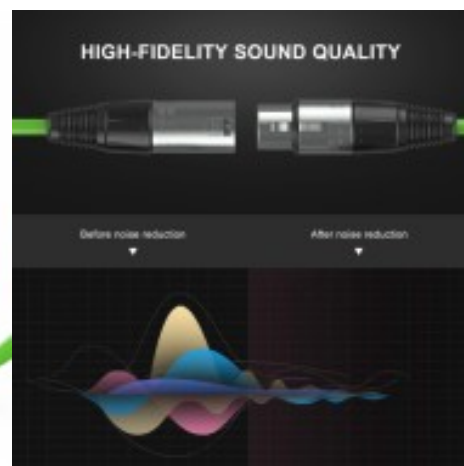 HIGH-FIDELITY SOUND QUALITY
Before noise reduction
After noise reduction